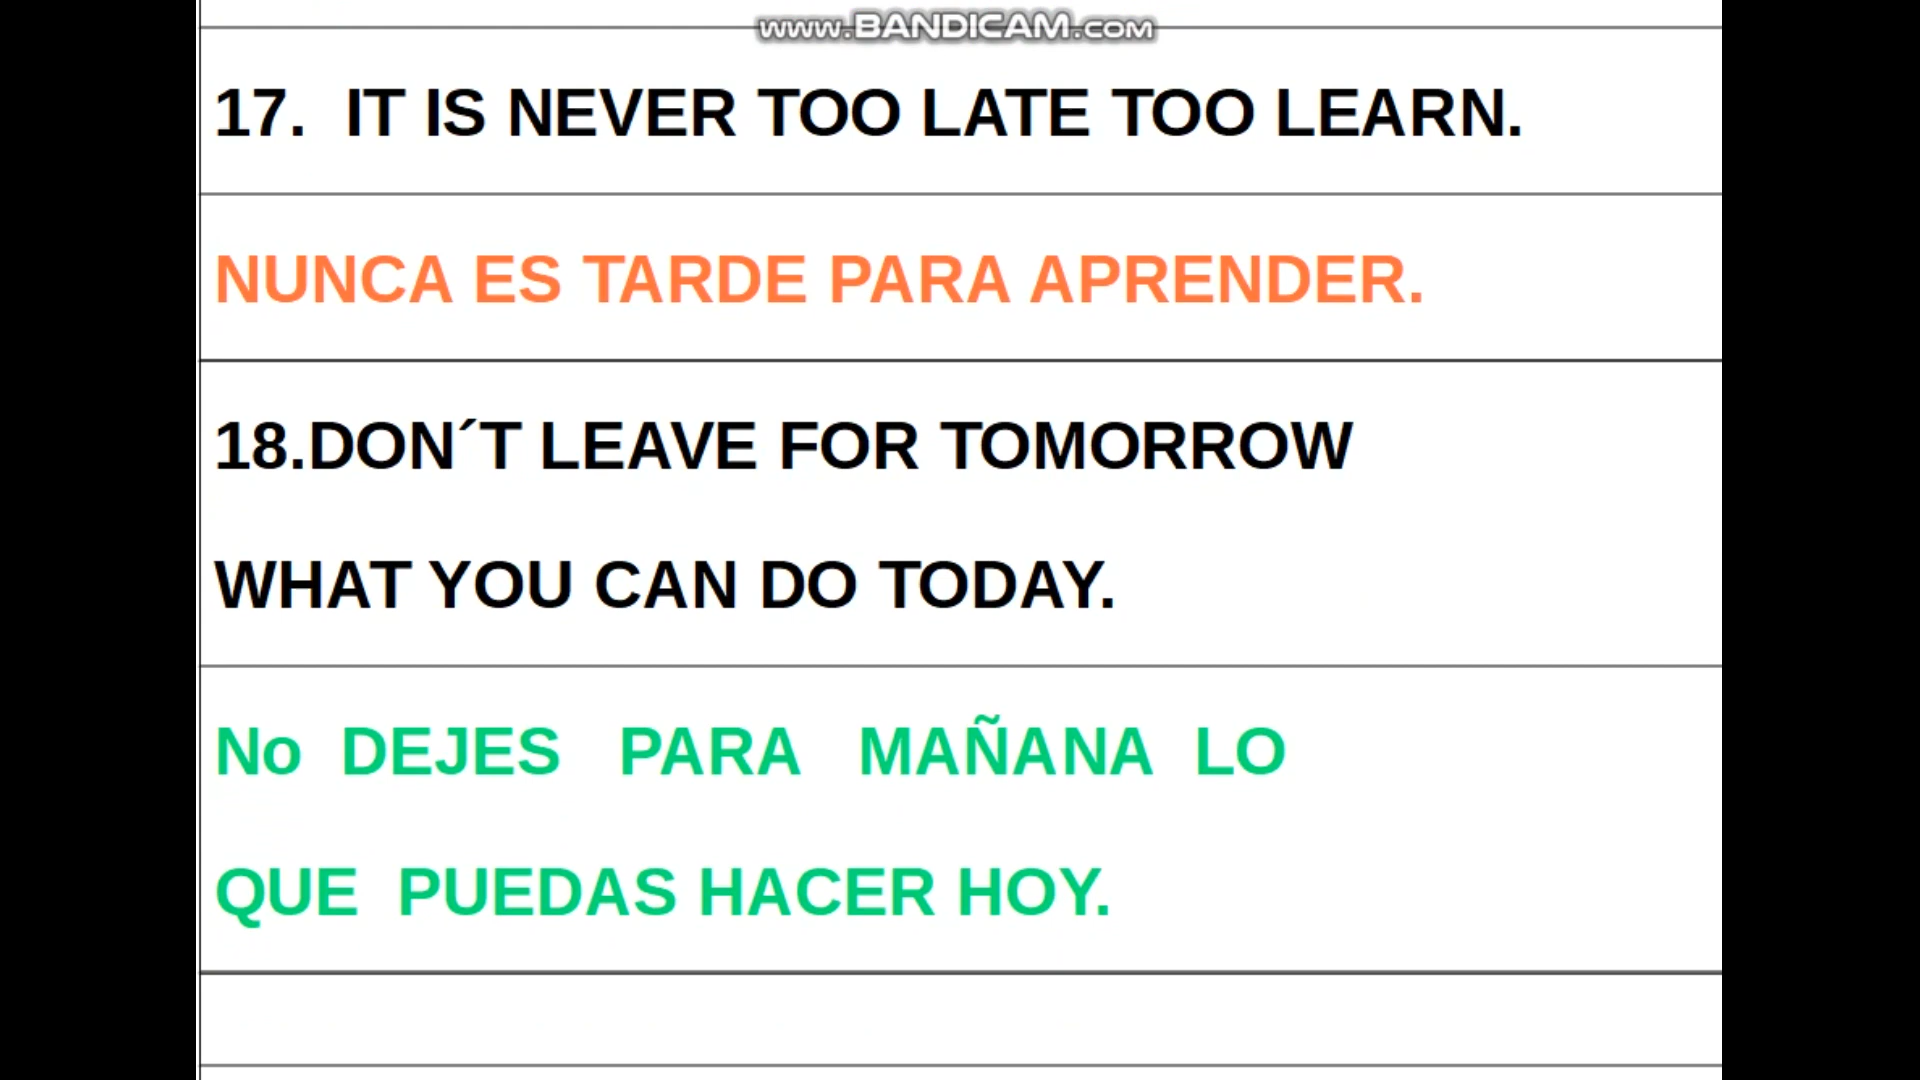 www.BANDICAM.com
17. IT IS NEVER TOO LATE TOO LEARN.
NUNCA ES TARDE PARA APRENDER.
18.DON´T LEAVE FOR TOMORROW
WHAT YOU CAN DO TODAY.
No DEJES PARA MAÑANA LO
QUE PUEDAS HACER HOY.